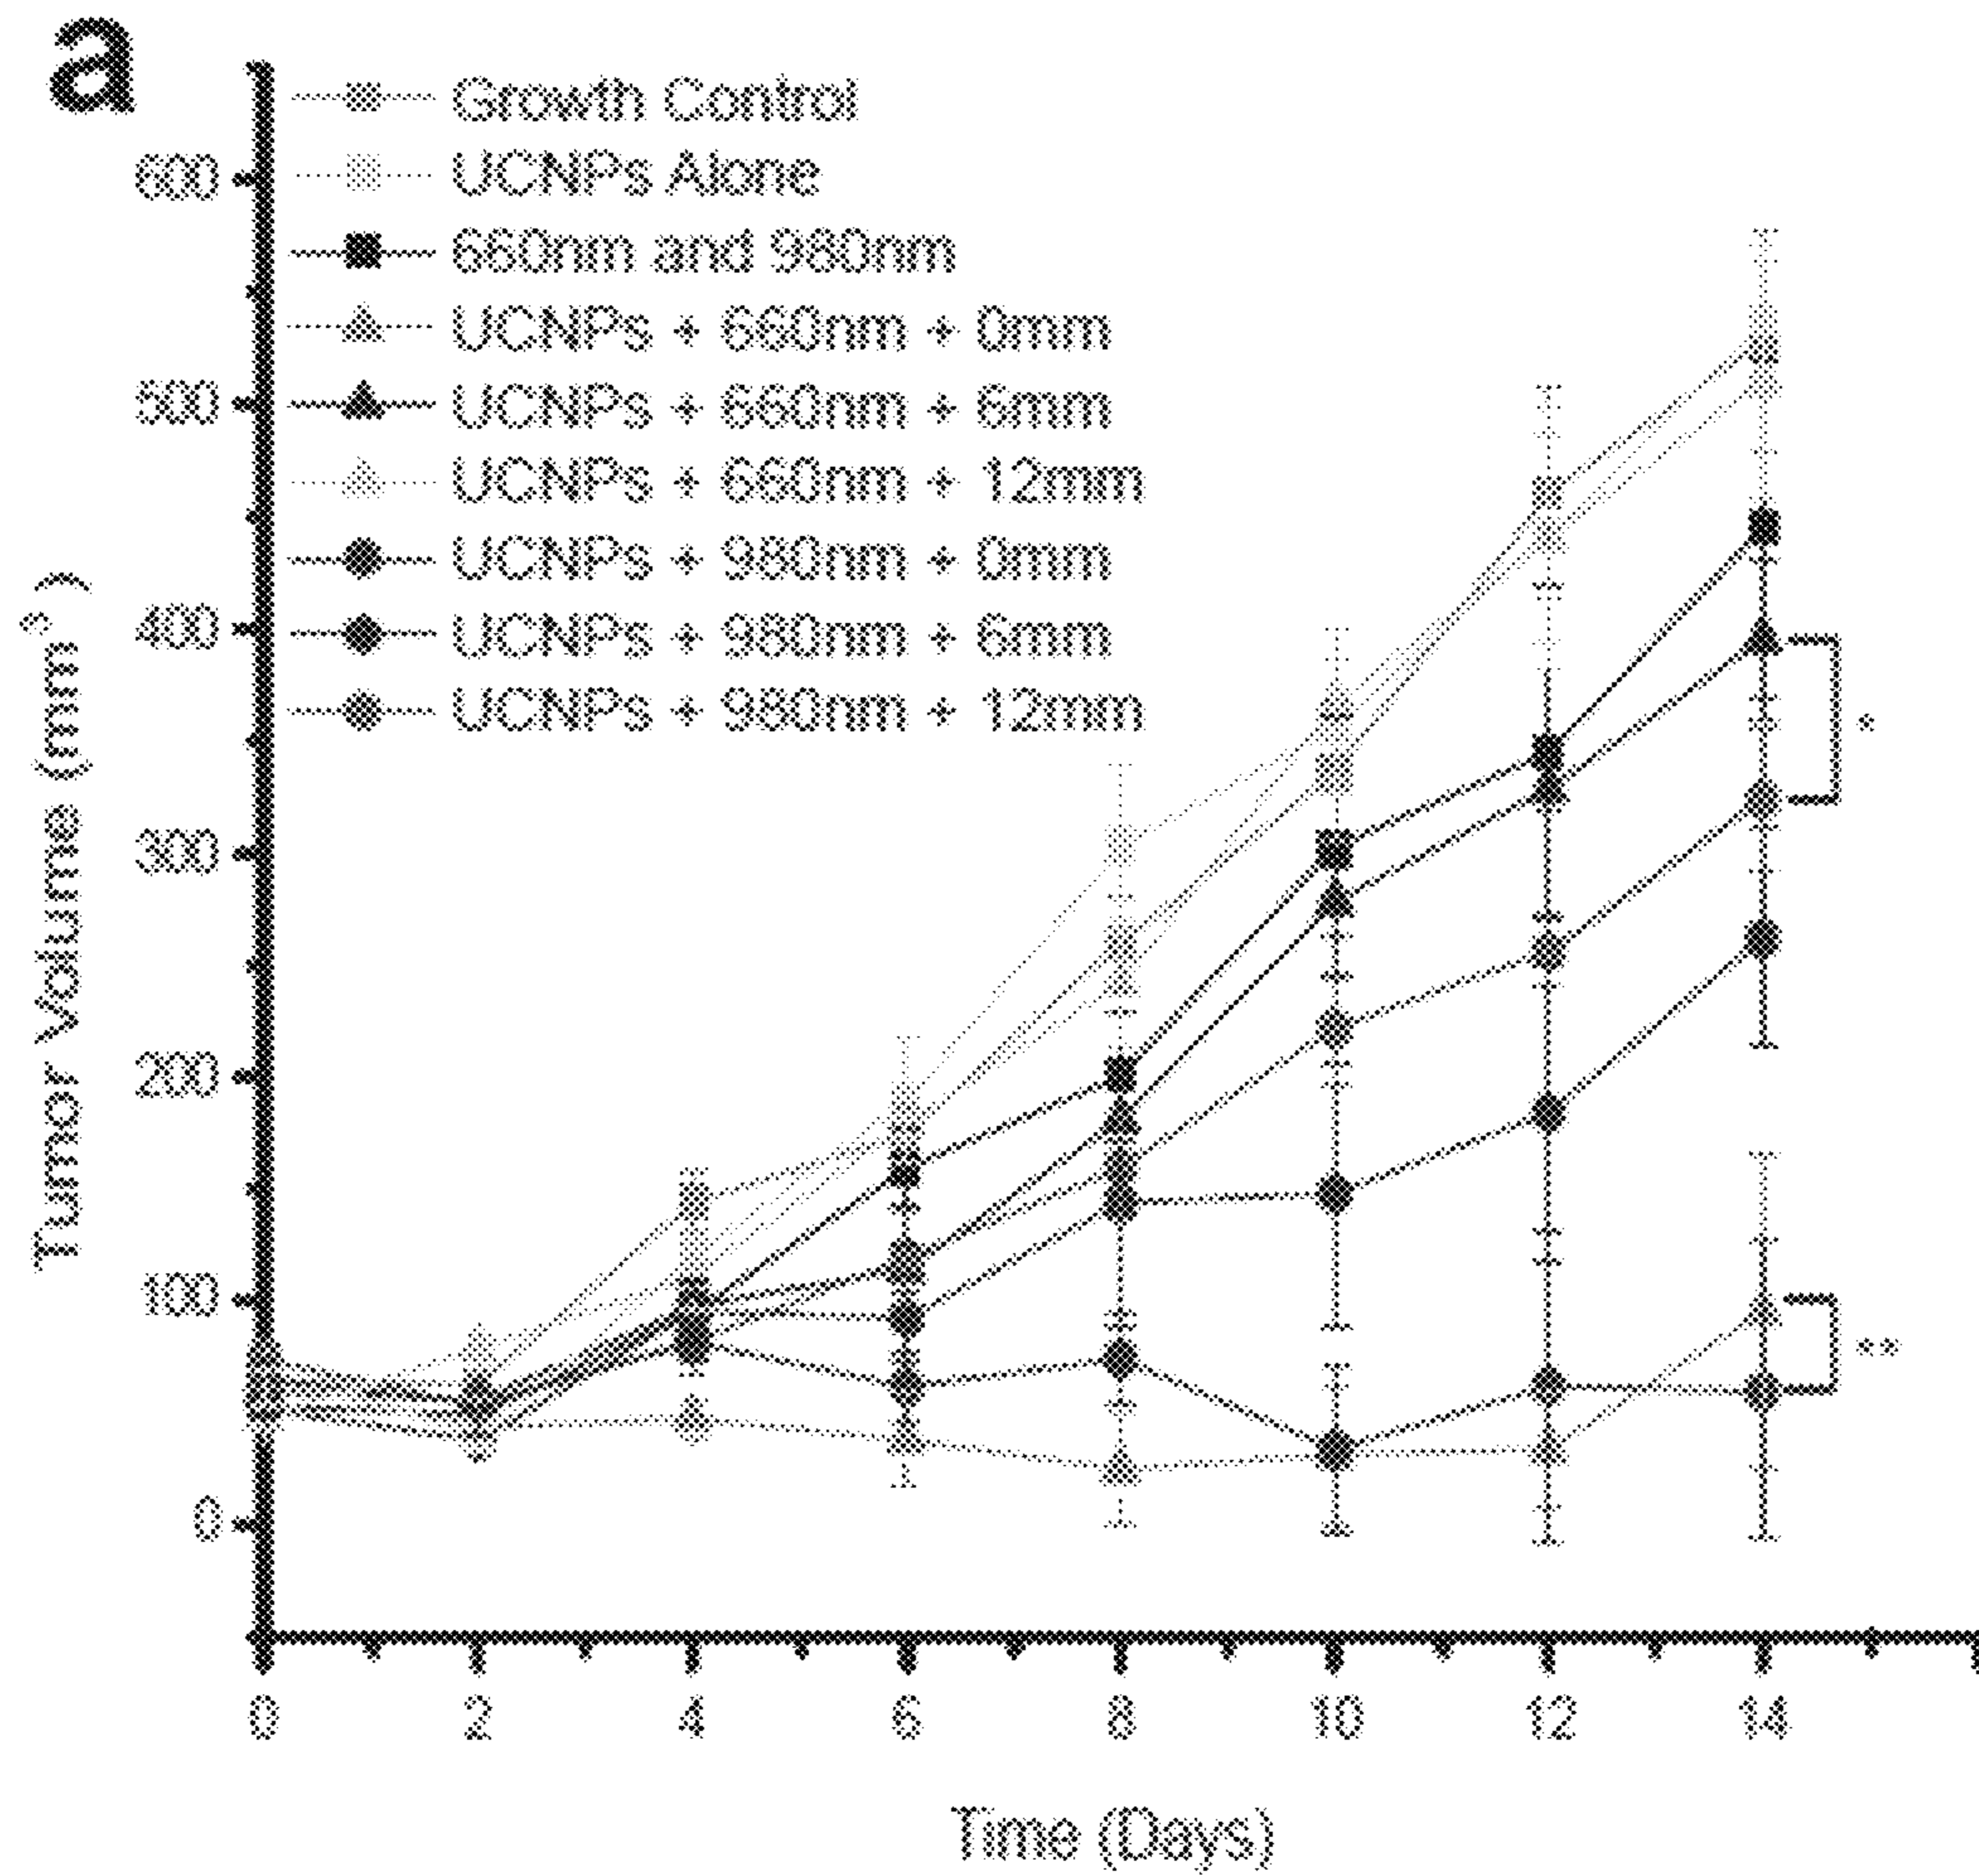 a
Growth Control
UCNPs Alone
660nm and 980nm
UCNPs + 660nm + 0mm
UCNPs + 660nm + 6mm
UCNPs + 660nm + 12mm
UCNPs + 980nm + 0mm
UCNPs + 980nm + 6mm
UCNPs + 980nm + 12mm
600
500
400
300
200
100
0
Tumor Volume (mm³)
*
**
0 2 4 6 8 10 12 14
Time (Days)